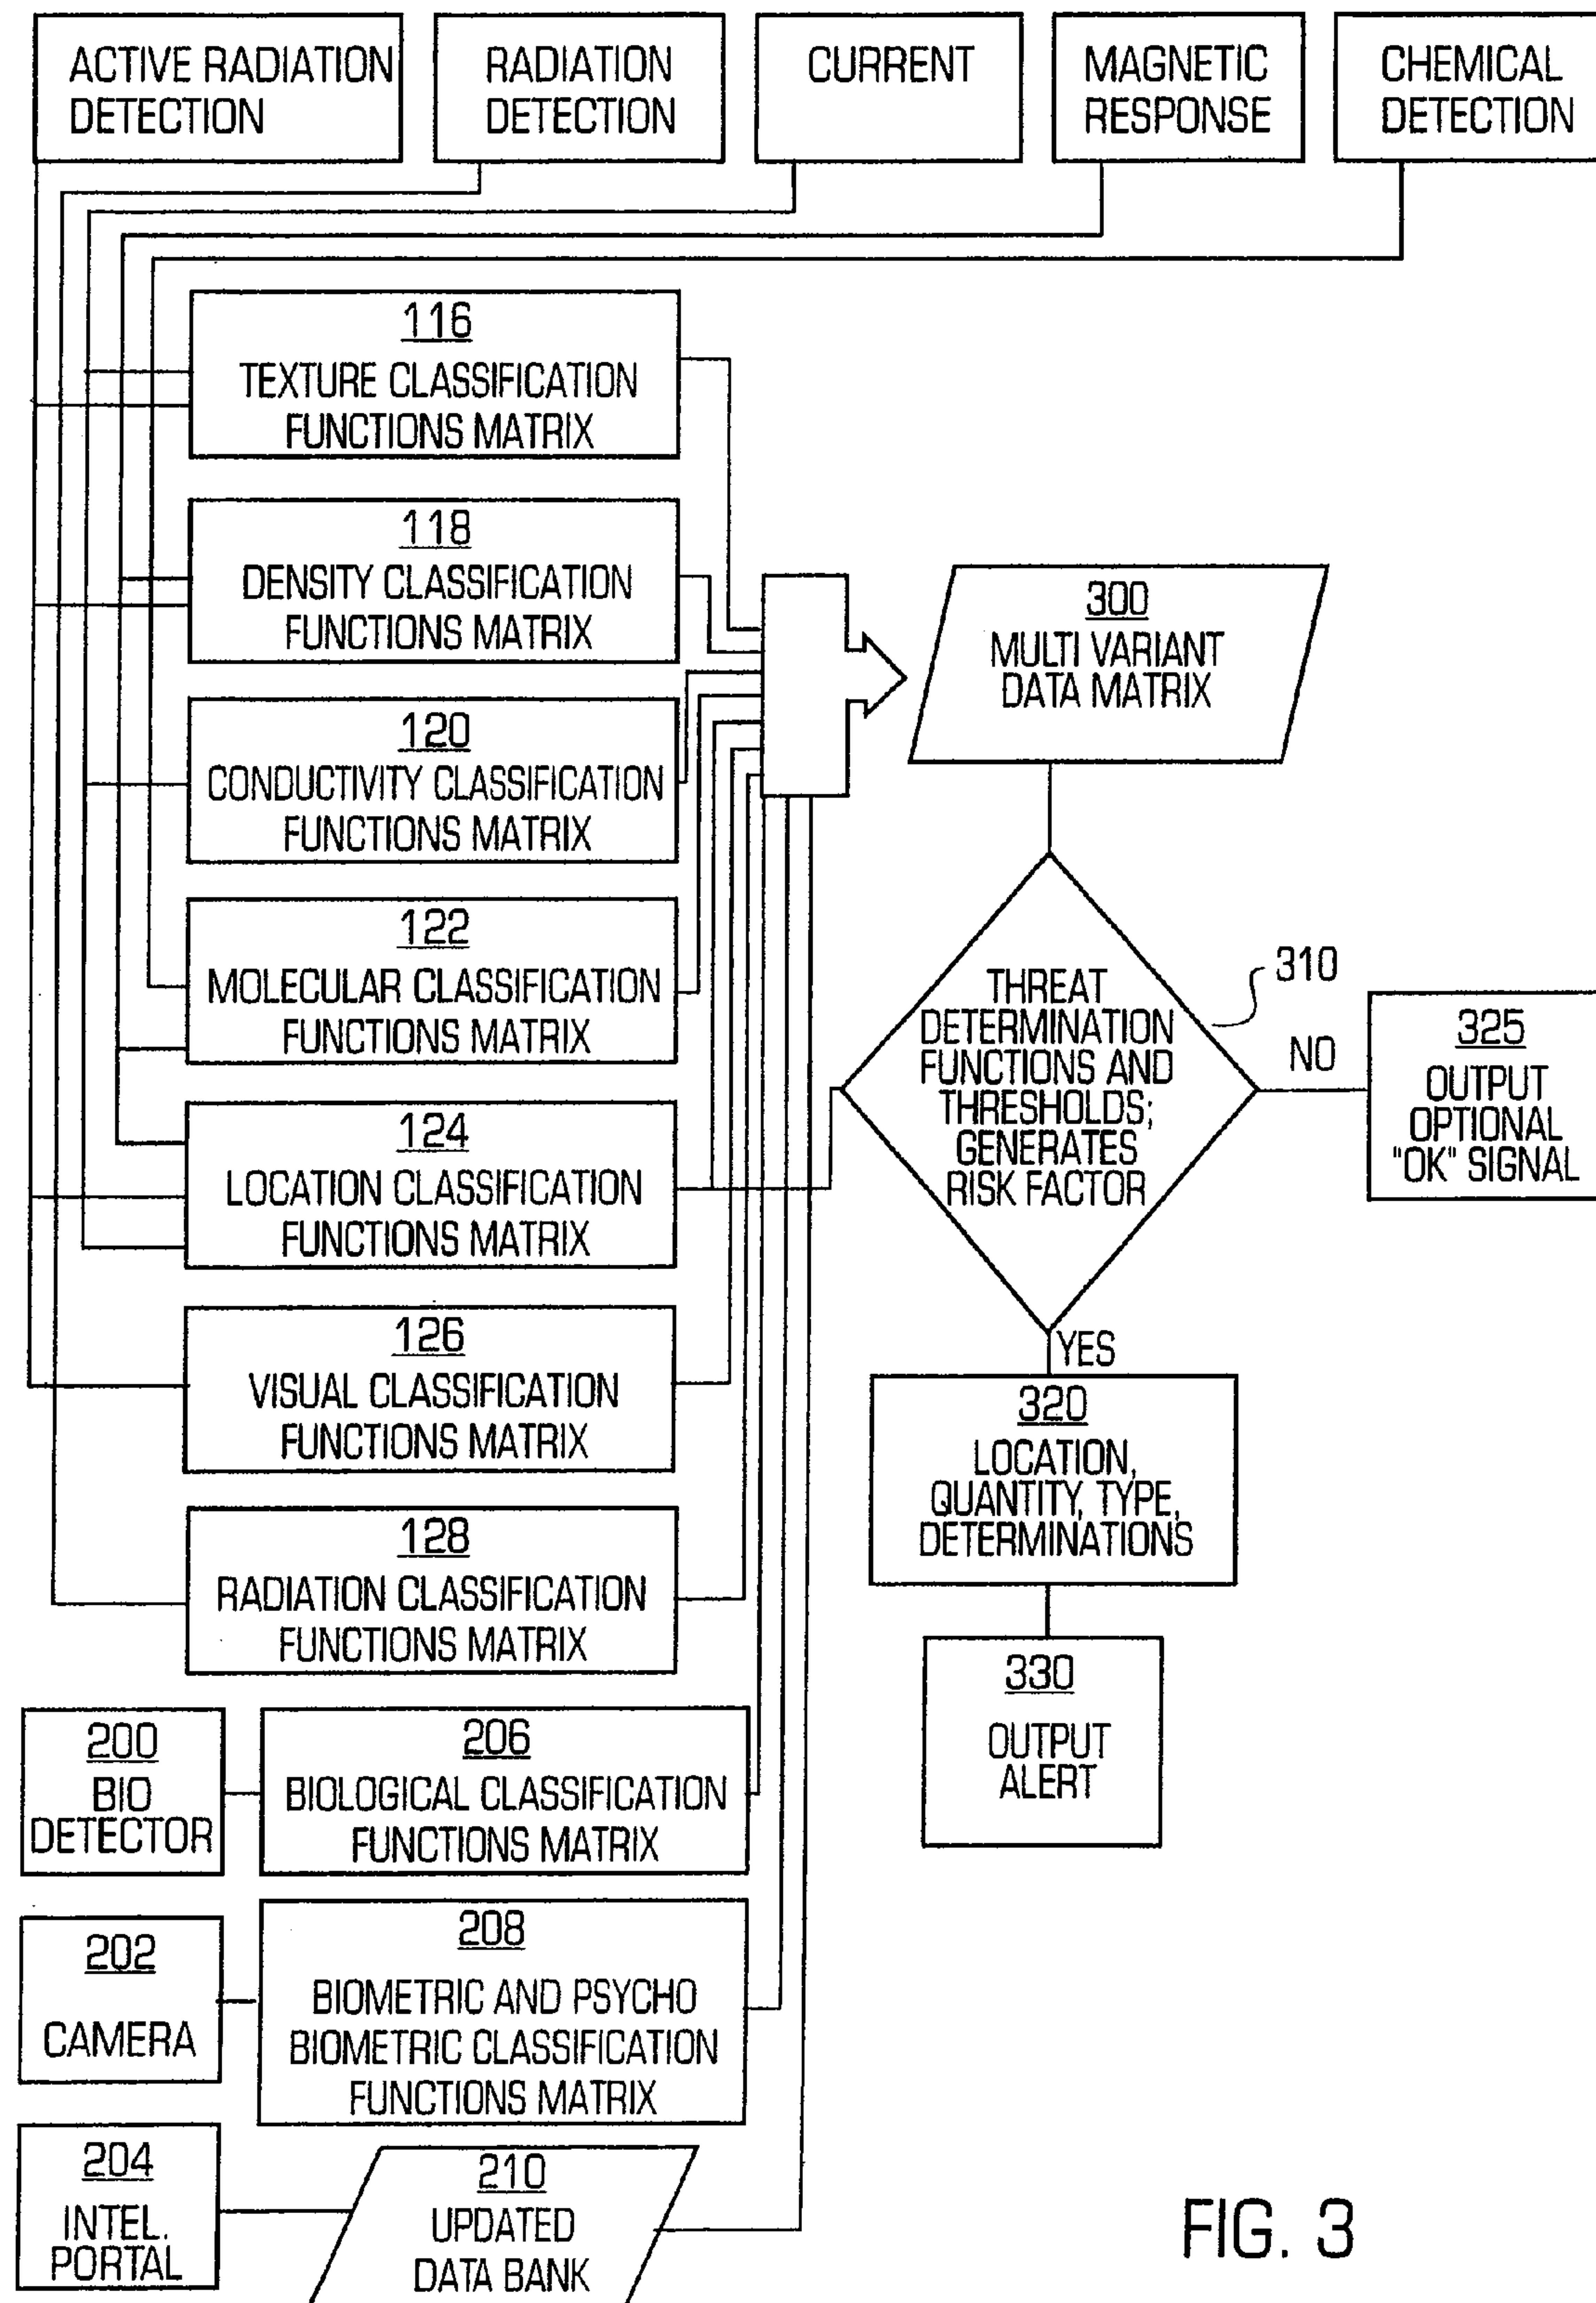 ACTIVE RADIATION
DETECTION
RADIATION
DETECTION
CURRENT
MAGNETIC
RESPONSE
CHEMICAL
DETECTION
116
TEXTURE CLASSIFICATION
FUNCTIONS MATRIX
118
DENSITY CLASSIFICATION
FUNCTIONS MATRIX
120
CONDUCTIVITY CLASSIFICATION
FUNCTIONS MATRIX
122
MOLECULAR CLASSIFICATION
FUNCTIONS MATRIX
124
LOCATION CLASSIFICATION
FUNCTIONS MATRIX
126
VISUAL CLASSIFICATION
FUNCTIONS MATRIX
128
RADIATION CLASSIFICATION
FUNCTIONS MATRIX
200
BIO
DETECTOR
206
BIOLOGICAL CLASSIFICATION
FUNCTIONS MATRIX
202
CAMERA
208
BIOMETRIC AND PSYCHO
BIOMETRIC CLASSIFICATION
FUNCTIONS MATRIX
204
INTEL.
PORTAL
210
UPDATED
DATA BANK
300
MULTI VARIANT
DATA MATRIX
310
THREAT
DETERMINATION
FUNCTIONS AND
THRESHOLDS;
GENERATES
RISK FACTOR
NO
325
OUTPUT
OPTIONAL
"OK" SIGNAL
YES
320
LOCATION,
QUANTITY, TYPE,
DETERMINATIONS
330
OUTPUT
ALERT
FIG. 3